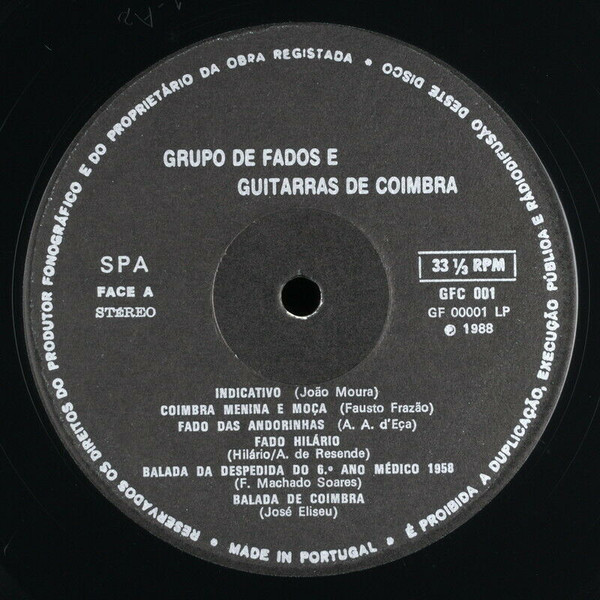 RESERVADOS OS DIREITOS DO PRODUTOR FONOGRÁFICO E DO PROPRIETÁRIO DA OBRA REGISTADA • É PROIBIDA A DUPLICAÇÃO, EXECUÇÃO PÚBLICA E RÁDIODIFUSÃO DESTE DISCO
GRUPO DE FADOS E
GUITARRAS DE COIMBRA
SPA
FACE A
STÉREO
33 ⅓ RPM
GFC 001
GF 00001 LP
℗ 1988
INDICATIVO (João Moura)
COIMBRA MENINA E MOÇA (Fausto Frazão)
FADO DAS ANDORINHAS (A. A. d'Eça)
FADO HILÁRIO
(Hilário/A. de Resende)
BALADA DA DESPEDIDA DO 6.º ANO MÉDICO 1958
(F. Machado Soares)
BALADA DE COIMBRA
(José Eliseu)
• MADE IN PORTUGAL •